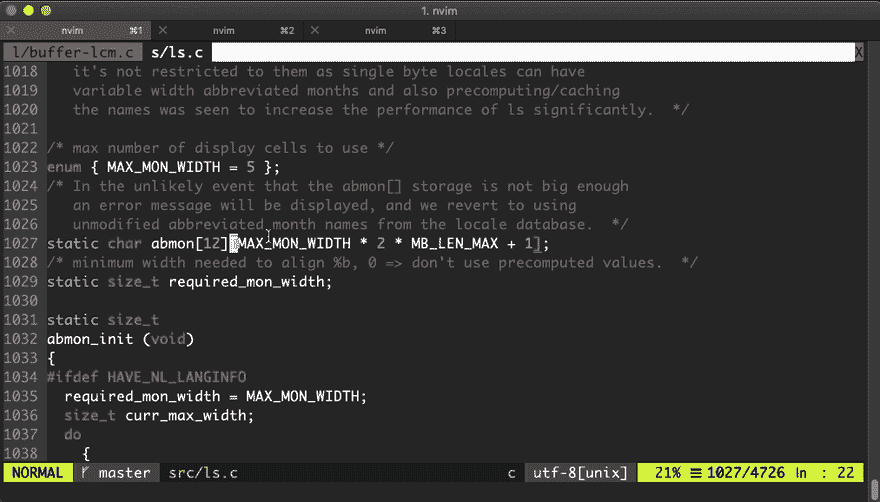 1. nvim
nvim ⌘1 nvim ⌘2 nvim ⌘3
l/buffer-lcm.c s/ls.c X
1018 it's not restricted to them as single byte locales can have
1019 variable width abbreviated months and also precomputing/caching
1020 the names was seen to increase the performance of ls significantly. */
1021
1022 /* max number of display cells to use */
1023 enum { MAX_MON_WIDTH = 5 };
1024 /* In the unlikely event that the abmon[] storage is not big enough
1025 an error message will be displayed, and we revert to using
1026 unmodified abbreviated month names from the locale database. */
1027 static char abmon[12][MAX_MON_WIDTH * 2 * MB_LEN_MAX + 1];
1028 /* minimum width needed to align %b, 0 => don't use precomputed values. */
1029 static size_t required_mon_width;
1030
1031 static size_t
1032 abmon_init (void)
1033 {
1034 #ifdef HAVE_NL_LANGINFO
1035 required_mon_width = MAX_MON_WIDTH;
1036 size_t curr_max_width;
1037 do
1038 {
NORMAL master src/ls.c c utf-8[unix] 21% ☰ 1027/4726 ln : 22